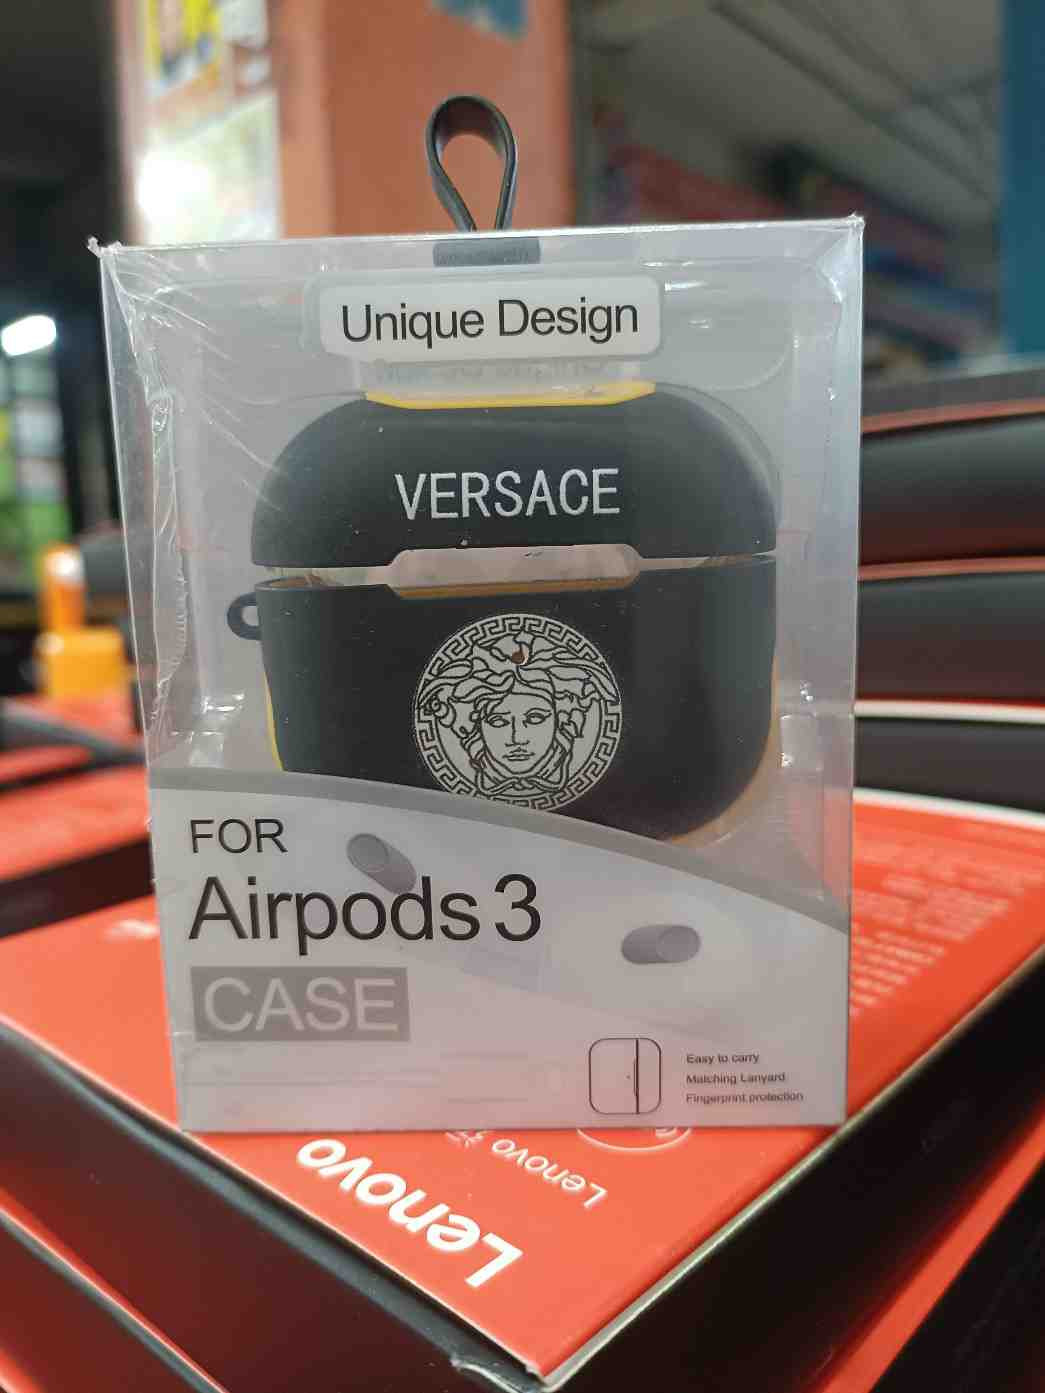 Unique Design
VERSACE
FOR
Airpods 3
CASE
Easy to carry
Matching Lanyard
Fingerprint protection
Lenovo
Lenovo